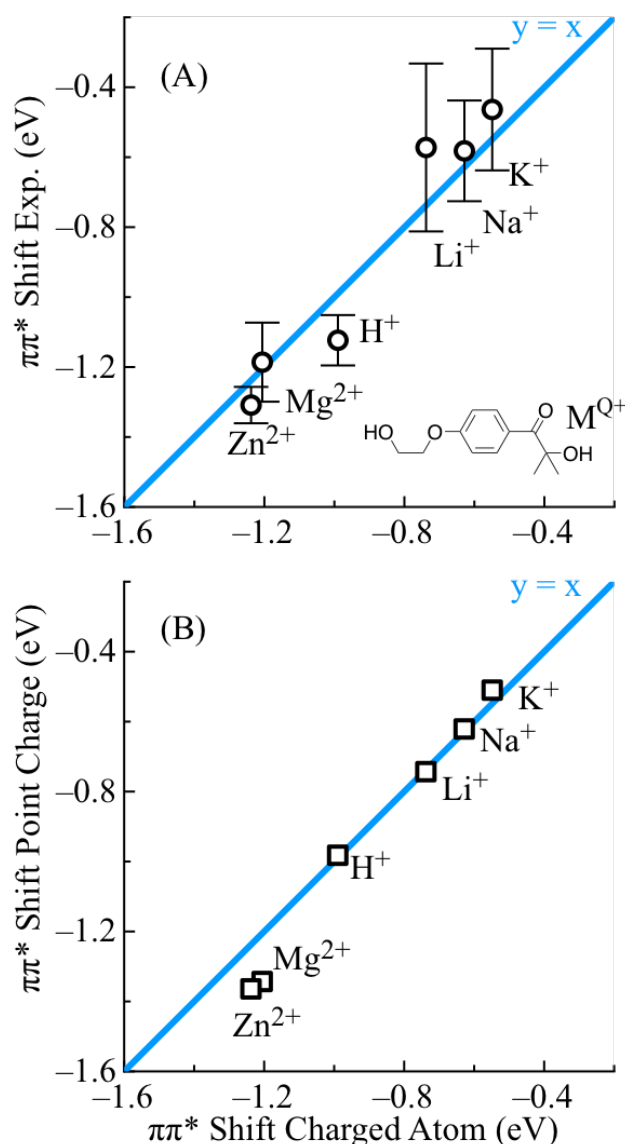 y = x
(A)
−0.4
−0.8
−1.2
−1.6
ππ* Shift Exp. (eV)
K⁺
Na⁺
Li⁺
H⁺
Mg²⁺
Zn²⁺
HO
O
O
OH
M^Q+
−1.6
−1.2
−0.8
−0.4
y = x
(B)
−0.4
−0.8
−1.2
−1.6
ππ* Shift Point Charge (eV)
K⁺
Na⁺
Li⁺
H⁺
Mg²⁺
Zn²⁺
−1.6
−1.2
−0.8
−0.4
ππ* Shift Charged Atom (eV)